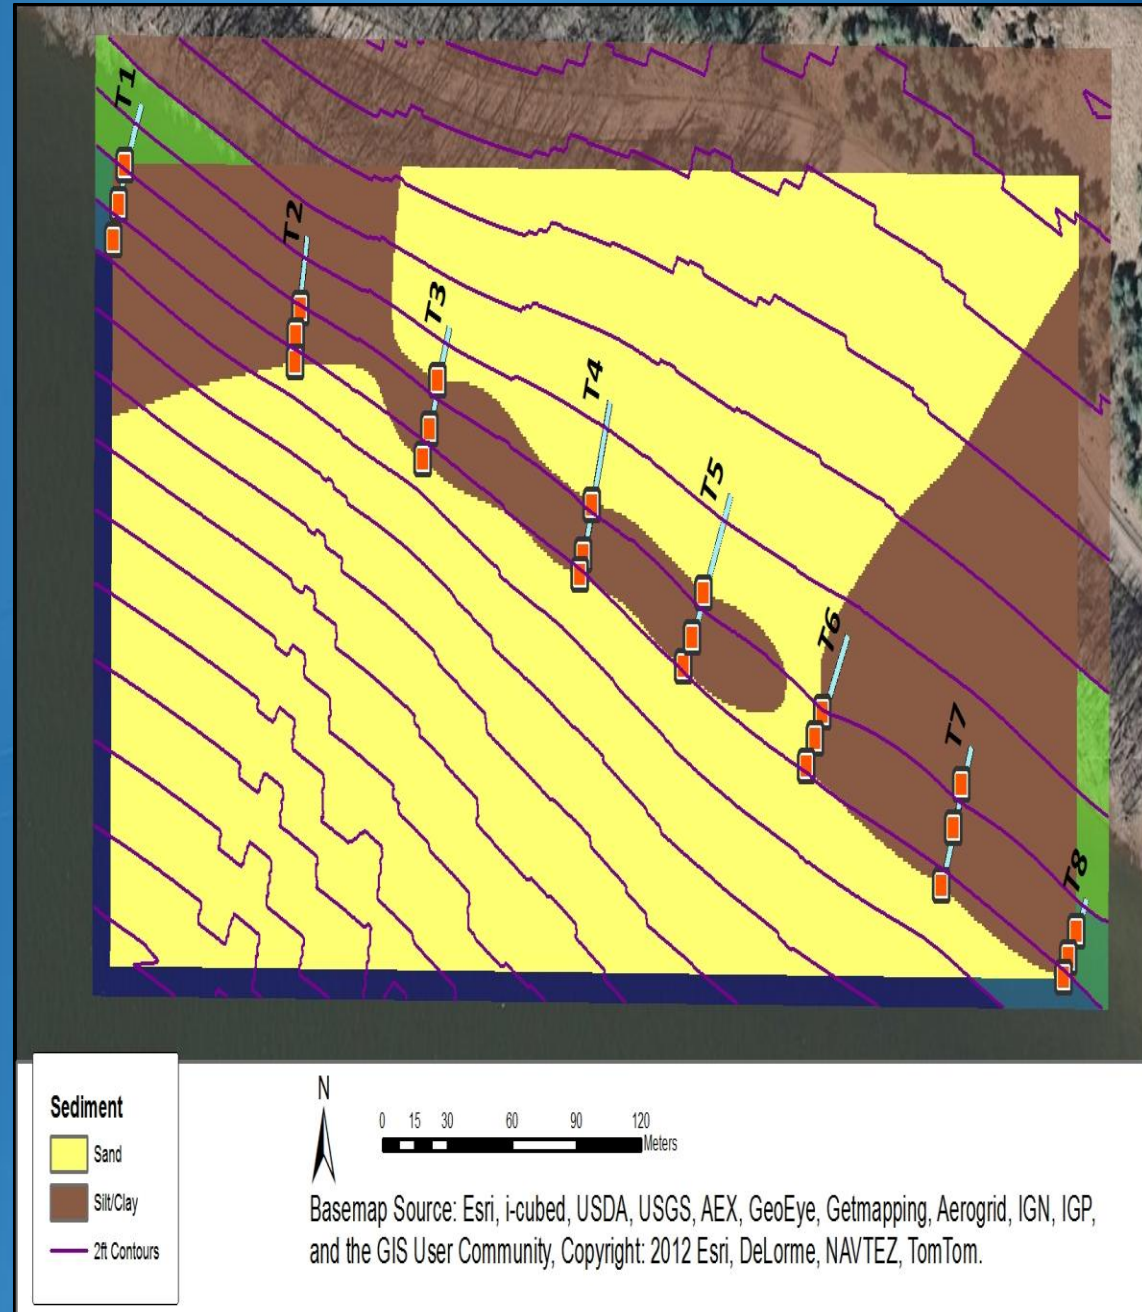 T1
T2
T3
T4
T5
T6
T7
T8
Sediment
Sand
Silt/Clay
2ft Contours
N
0 15 30 60 90 120
Meters
Basemap Source: Esri, i-cubed, USDA, USGS, AEX, GeoEye, Getmapping, Aerogrid, IGN, IGP,
and the GIS User Community, Copyright: 2012 Esri, DeLorme, NAVTEZ, TomTom.